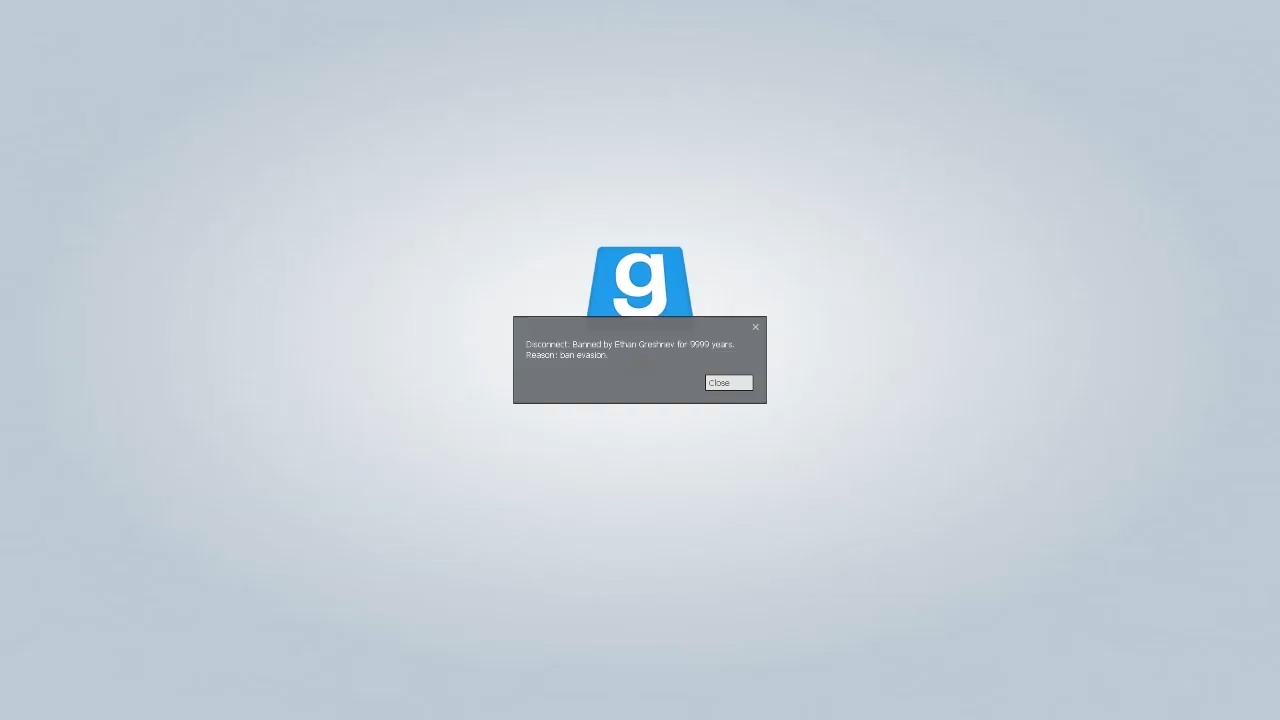 g
Disconnect: Banned by Ethan Greshnev for 9999 years.
Reason: ban evasion.
Close